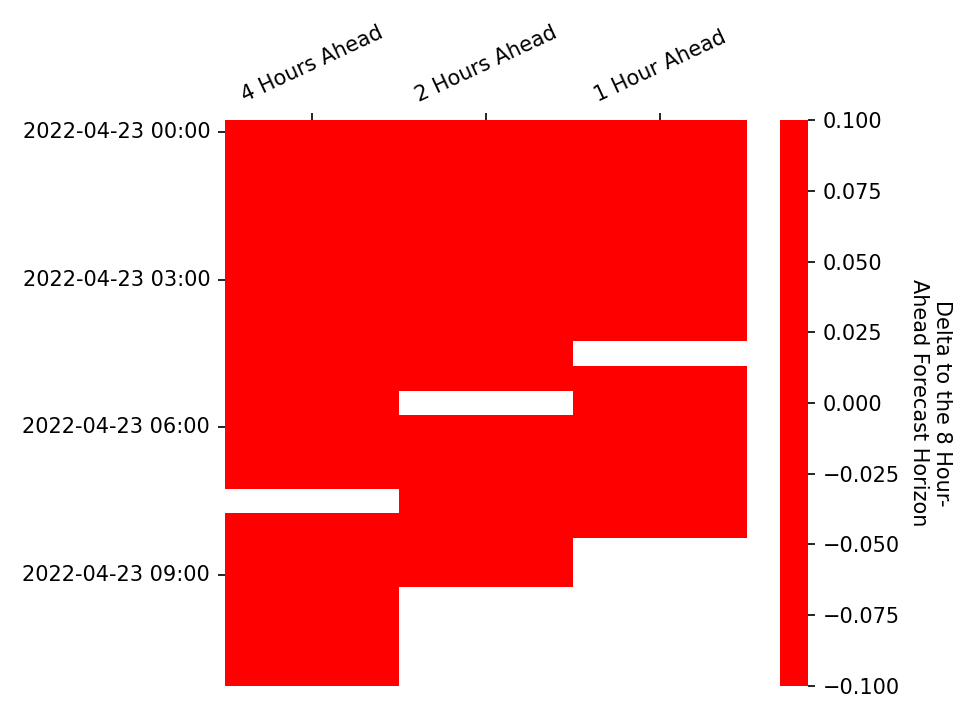 4 Hours Ahead
2 Hours Ahead
1 Hour Ahead
2022-04-23 00:00
2022-04-23 03:00
2022-04-23 06:00
2022-04-23 09:00
0.100
0.075
0.050
0.025
0.000
−0.025
−0.050
−0.075
−0.100
Delta to the 8 Hour-
Ahead Forecast Horizon